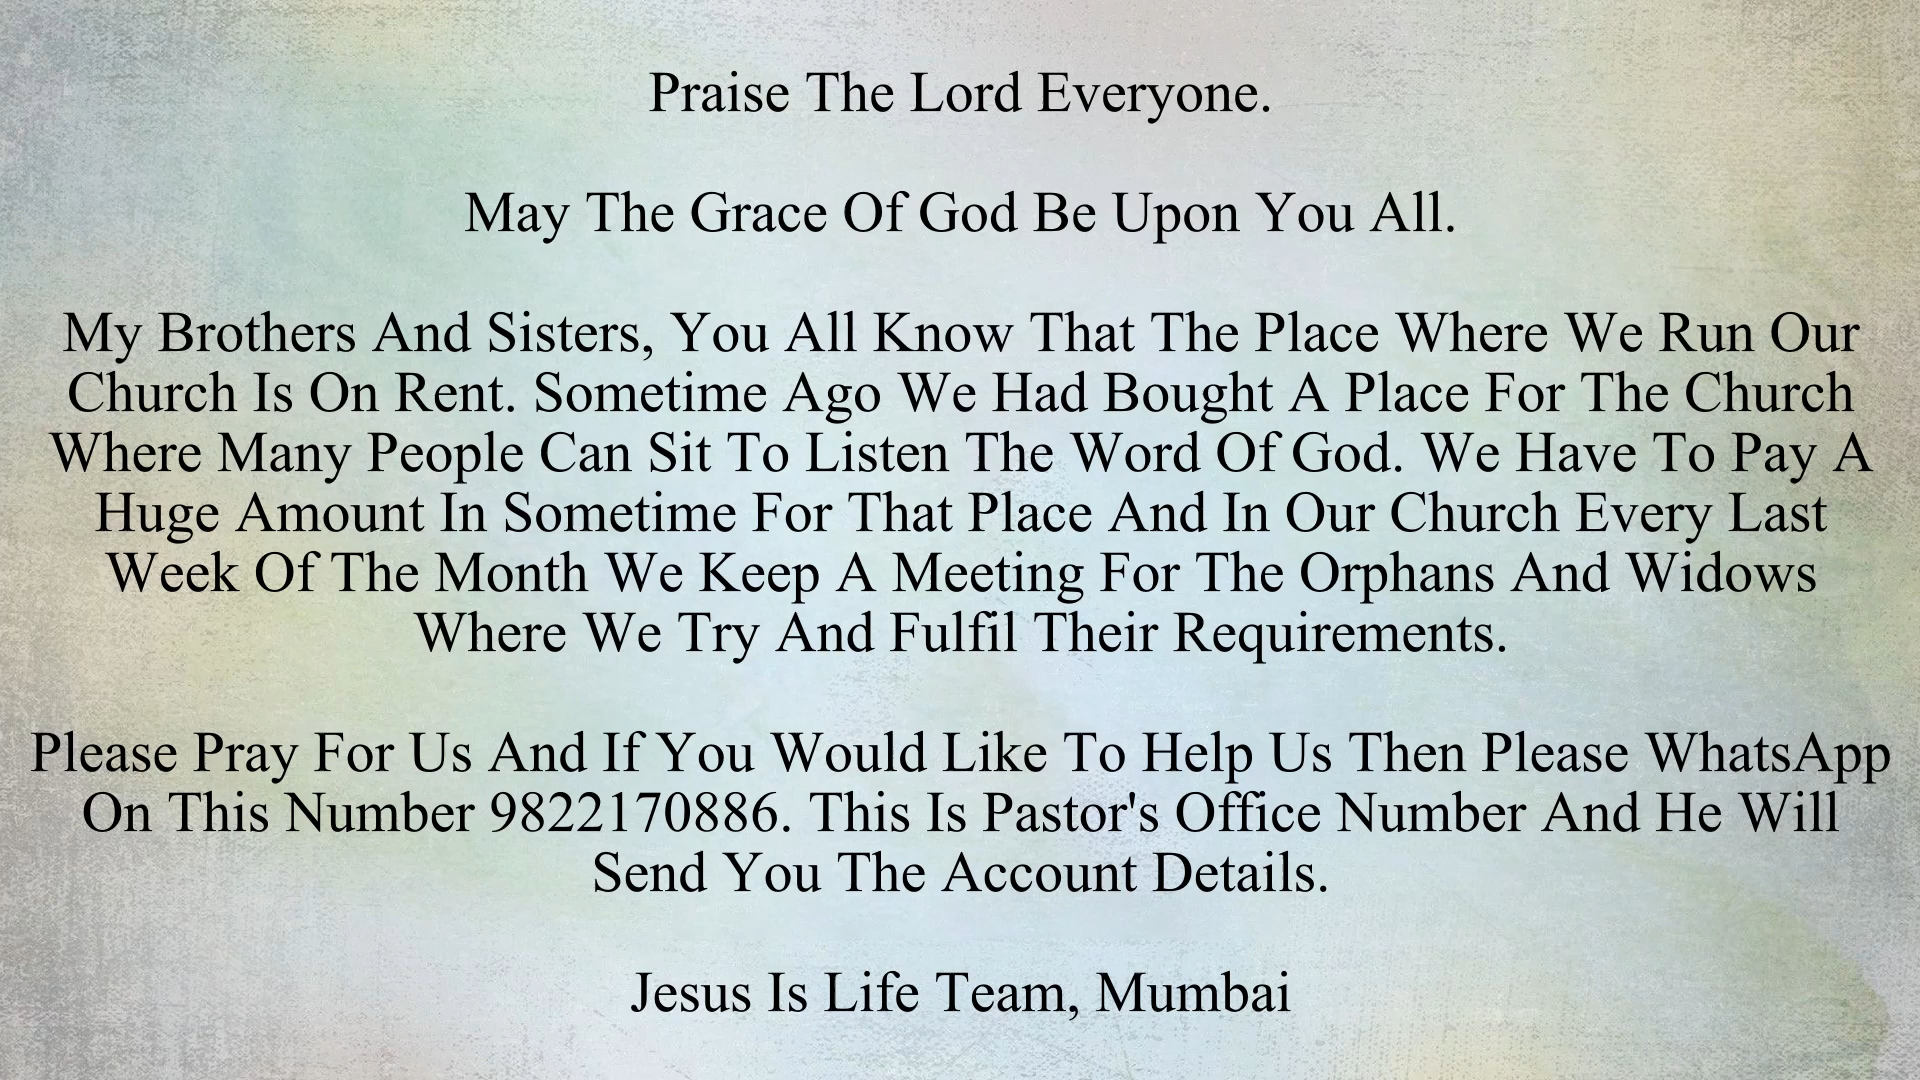 Praise The Lord Everyone.
May The Grace Of God Be Upon You All.
My Brothers And Sisters, You All Know That The Place Where We Run Our
Church Is On Rent. Sometime Ago We Had Bought A Place For The Church
Where Many People Can Sit To Listen The Word Of God. We Have To Pay A
Huge Amount In Sometime For That Place And In Our Church Every Last
Week Of The Month We Keep A Meeting For The Orphans And Widows
Where We Try And Fulfil Their Requirements.
Please Pray For Us And If You Would Like To Help Us Then Please WhatsApp
On This Number 9822170886. This Is Pastor's Office Number And He Will
Send You The Account Details.
Jesus Is Life Team, Mumbai